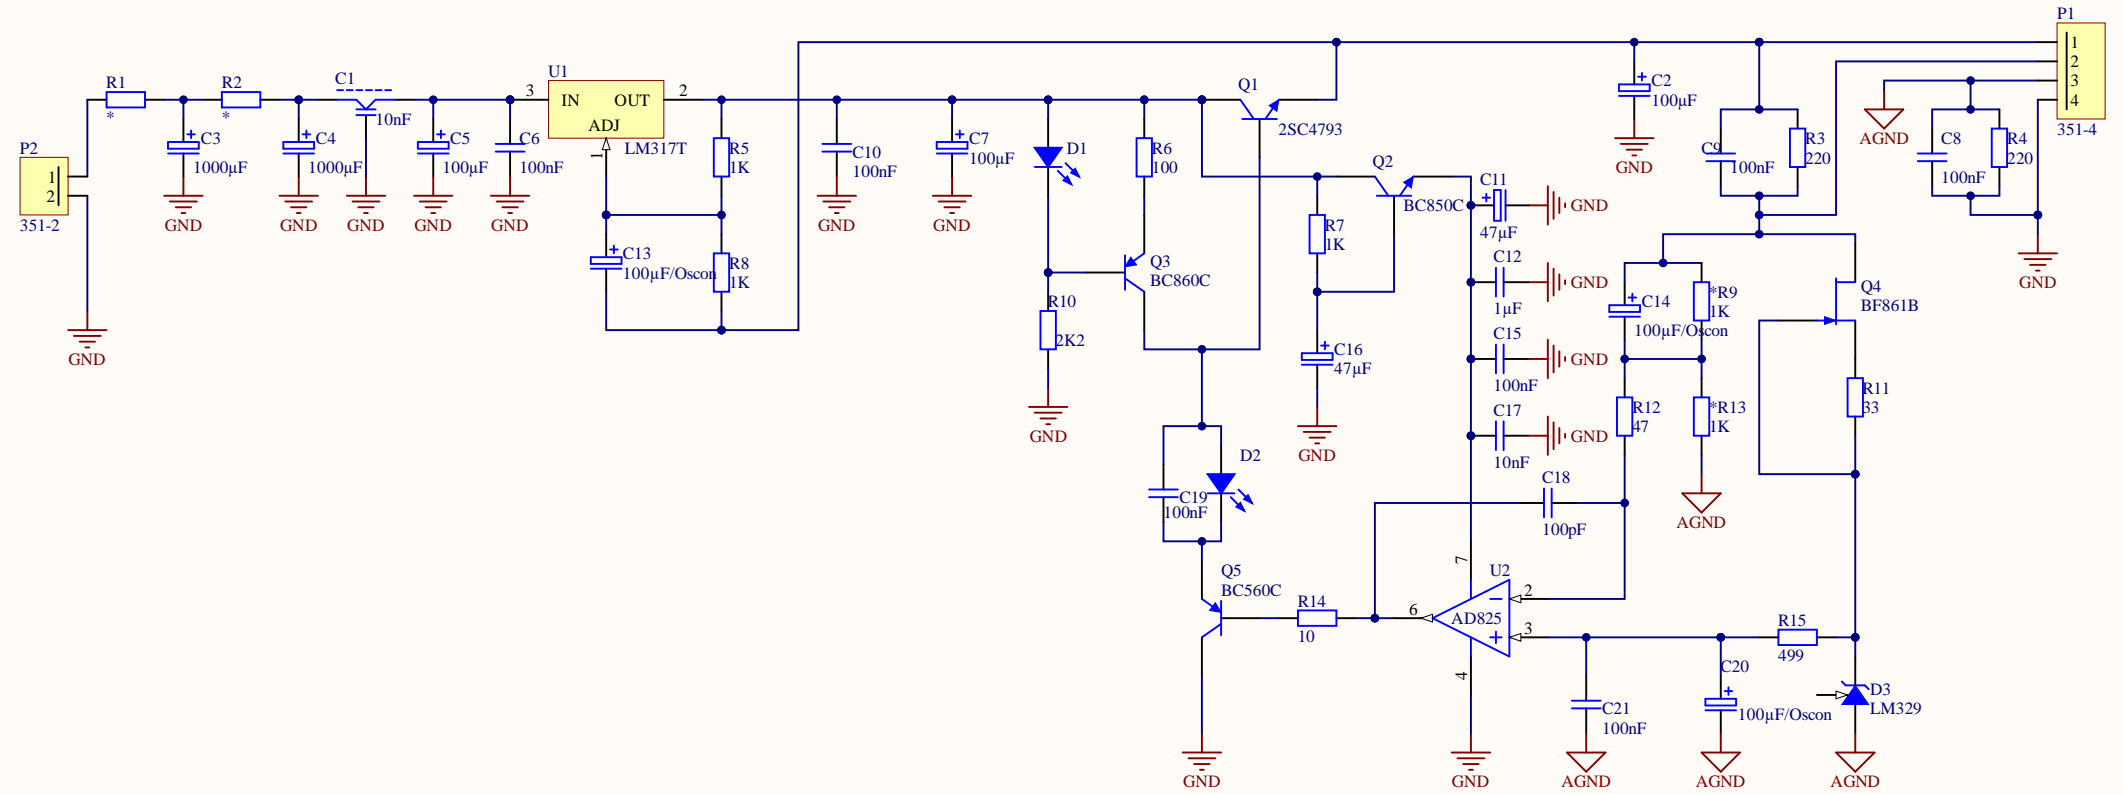 P2
1
2
351-2
GND
R1
*
C3
1000µF
GND
R2
*
C4
1000µF
GND
C1
10nF
GND
C5
100µF
GND
C6
100nF
GND
U1
3
IN
OUT
2
ADJ
1
LM317T
R5
1K
C13
100µF/Oscon
R8
1K
C10
100nF
GND
C7
100µF
GND
D1
R6
100
Q3
BC860C
R10
2K2
GND
Q1
2SC4793
Q2
BC850C
R7
1K
C16
47µF
GND
C11
47µF
GND
C12
1µF
GND
C15
100nF
GND
C17
10nF
GND
C19
100nF
D2
Q5
BC560C
GND
R14
10
C18
100pF
U2
AD825
7
6
2
3
4
GND
C2
100µF
GND
C9
100nF
R3
220
AGND
C8
100nF
R4
220
P1
1
2
3
4
351-4
GND
C14
100µF/Oscon
*R9
1K
R12
47
*R13
1K
AGND
Q4
BF861B
R11
33
R15
499
C21
100nF
AGND
C20
100µF/Oscon
AGND
D3
LM329
AGND